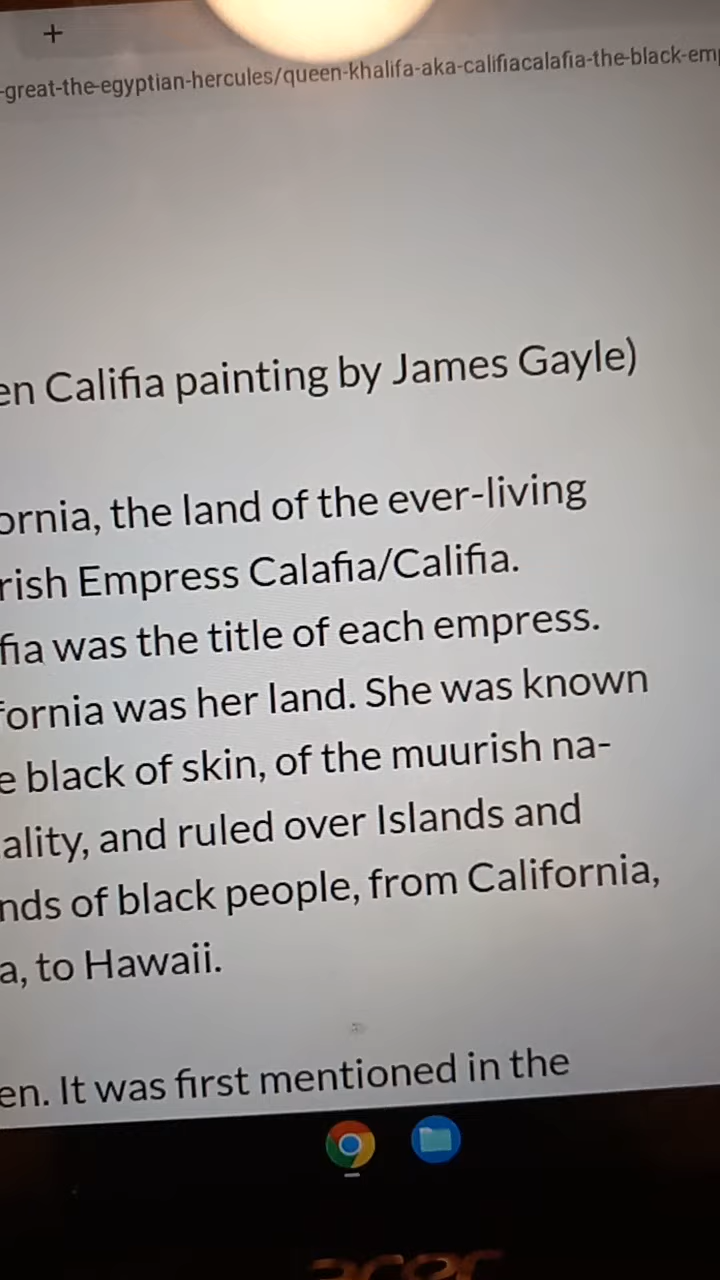 -great-the-egyptian-hercules/queen-khalifa-aka-califiacalafia-the-black-emp
en Califia painting by James Gayle)
ornia, the land of the ever-living
rish Empress Calafia/Califia.
fia was the title of each empress.
fornia was her land. She was known
e black of skin, of the muurish na-
ality, and ruled over Islands and
nds of black people, from California,
a, to Hawaii.
en. It was first mentioned in the
acer